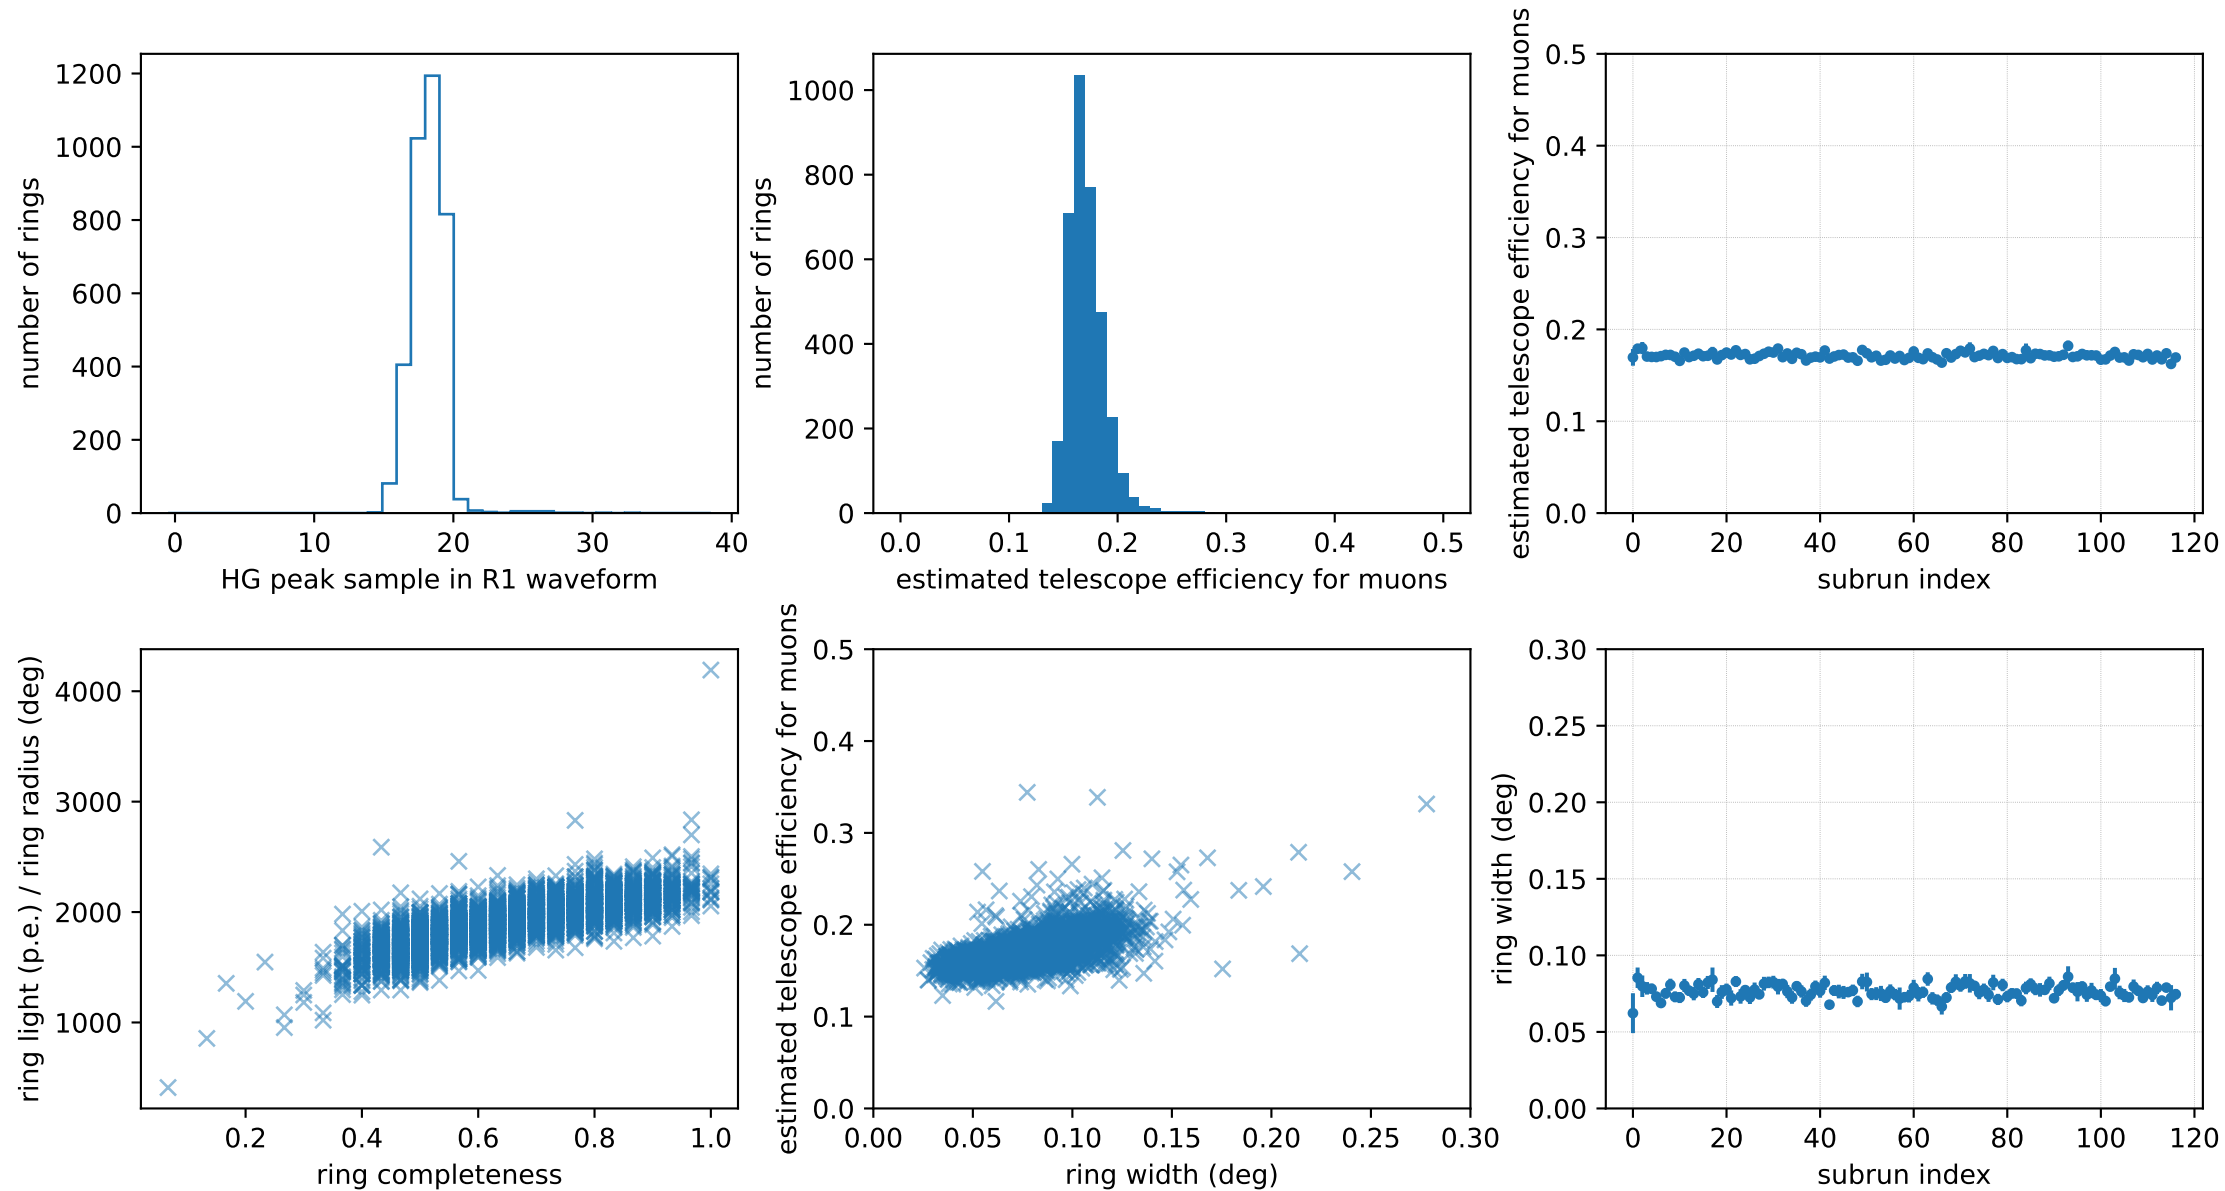 number of rings
1200
1000
800
600
400
200
0
0 10 20 30 40
HG peak sample in R1 waveform
number of rings
1000
800
600
400
200
0
0.0 0.1 0.2 0.3 0.4 0.5
estimated telescope efficiency for muons
estimated telescope efficiency for muons
0.5
0.4
0.3
0.2
0.1
0.0
0 20 40 60 80 100 120
subrun index
ring light (p.e.) / ring radius (deg)
4000
3000
2000
1000
0.2 0.4 0.6 0.8 1.0
ring completeness
estimated telescope efficiency for muons
0.5
0.4
0.3
0.2
0.1
0.0
0.00 0.05 0.10 0.15 0.20 0.25 0.30
ring width (deg)
ring width (deg)
0.30
0.25
0.20
0.15
0.10
0.05
0.00
0 20 40 60 80 100 120
subrun index